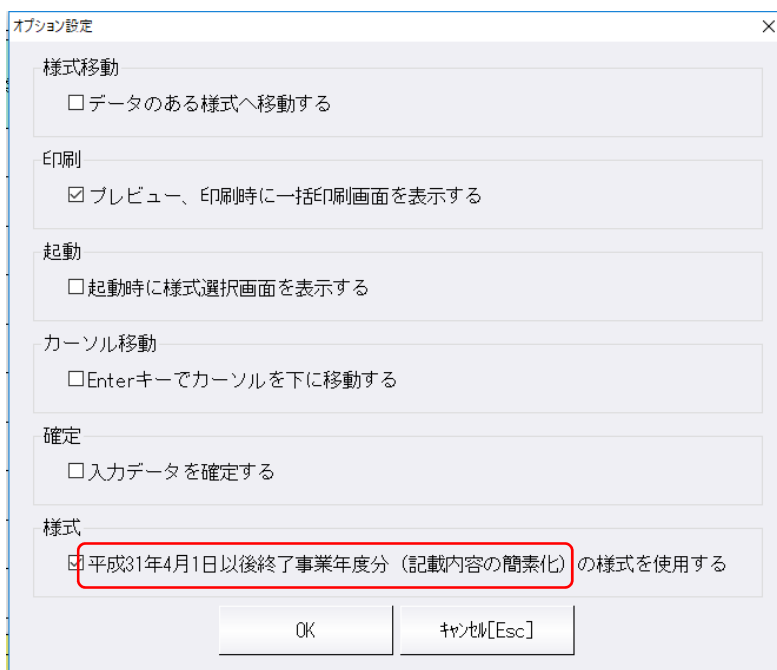 オプション設定
様式移動
データのある様式へ移動する
印刷
プレビュー、印刷時に一括印刷画面を表示する
起動
起動時に様式選択画面を表示する
カーソル移動
Enterキーでカーソルを下に移動する
確定
入力データを確定する
様式
平成31年4月1日以後終了事業年度分（記載内容の簡素化）の様式を使用する
OK
ｷｬﾝｾﾙ[Esc]